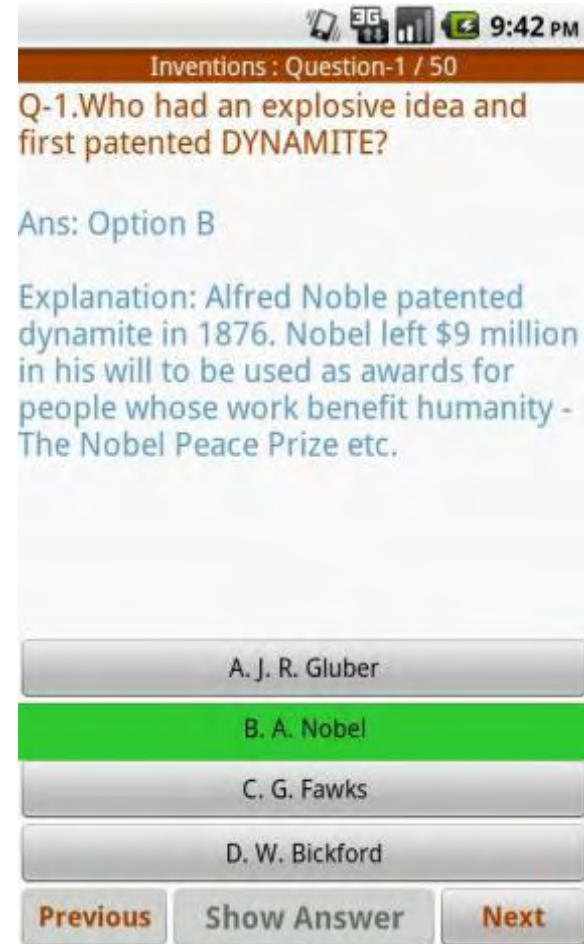 3G 9:42 PM
Inventions : Question-1 / 50
Q-1.Who had an explosive idea and
first patented DYNAMITE?
Ans: Option B
Explanation: Alfred Noble patented
dynamite in 1876. Nobel left $9 million
in his will to be used as awards for
people whose work benefit humanity -
The Nobel Peace Prize etc.
A. J. R. Gluber
B. A. Nobel
C. G. Fawks
D. W. Bickford
Previous Show Answer Next